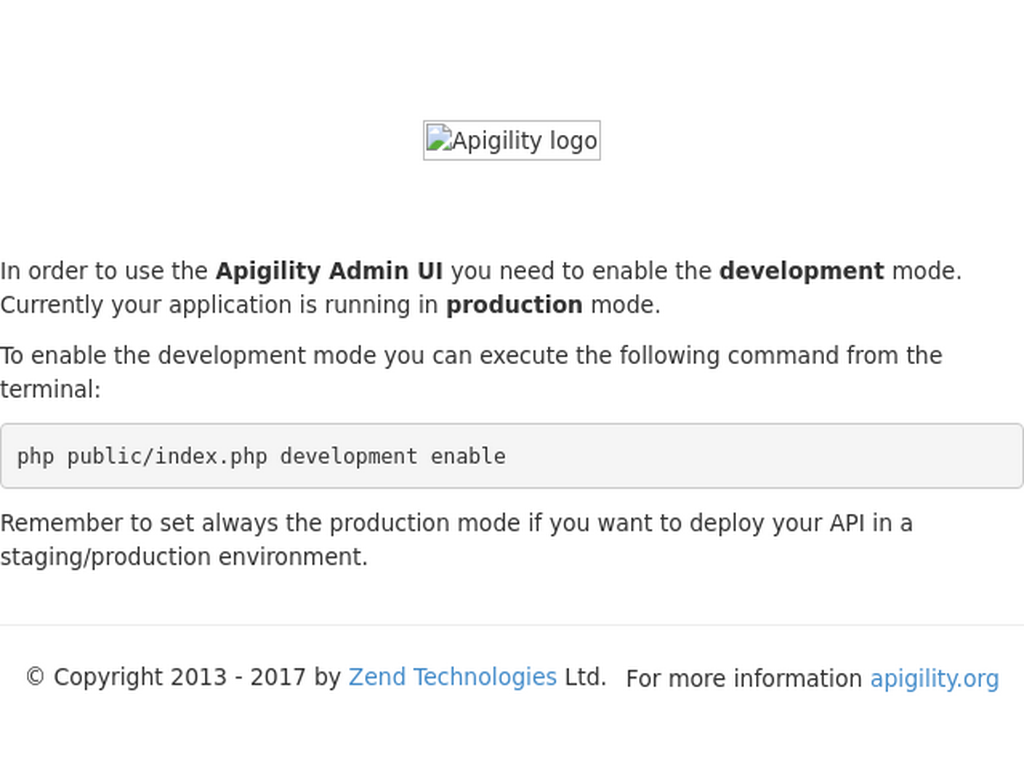 Apigility logo
In order to use the Apigility Admin UI you need to enable the development mode.
Currently your application is running in production mode.
To enable the development mode you can execute the following command from the
terminal:
php public/index.php development enable
Remember to set always the production mode if you want to deploy your API in a
staging/production environment.
© Copyright 2013 - 2017 by Zend Technologies Ltd. For more information apigility.org